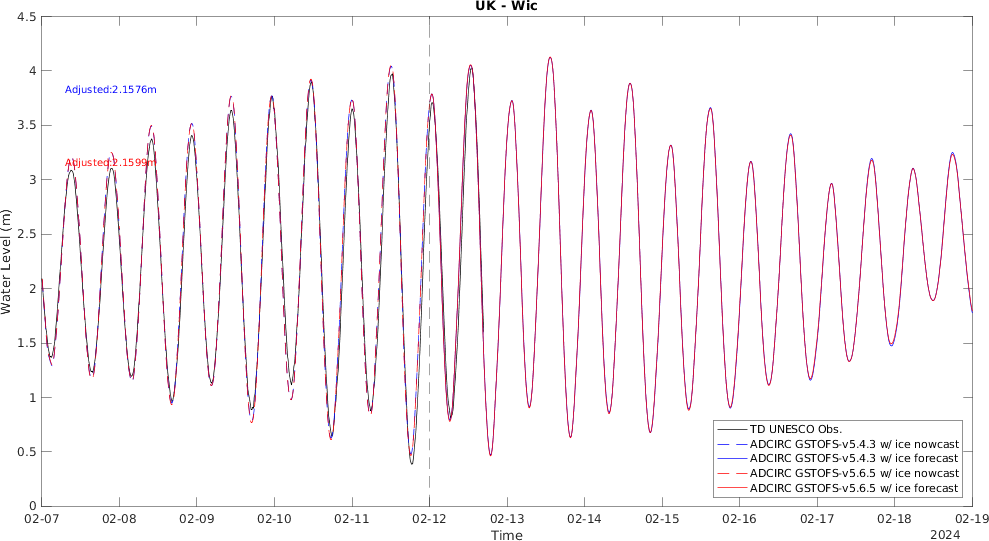 UK - Wic
4.5
4
3.5
3
2.5
2
1.5
1
0.5
0
Water Level (m)
Adjusted:2.1576m
Adjusted:2.1599m
TD UNESCO Obs.
ADCIRC GSTOFS-v5.4.3 w/ ice nowcast
ADCIRC GSTOFS-v5.4.3 w/ ice forecast
ADCIRC GSTOFS-v5.6.5 w/ ice nowcast
ADCIRC GSTOFS-v5.6.5 w/ ice forecast
02-07 02-08 02-09 02-10 02-11 02-12 02-13 02-14 02-15 02-16 02-17 02-18 02-19
Time
2024